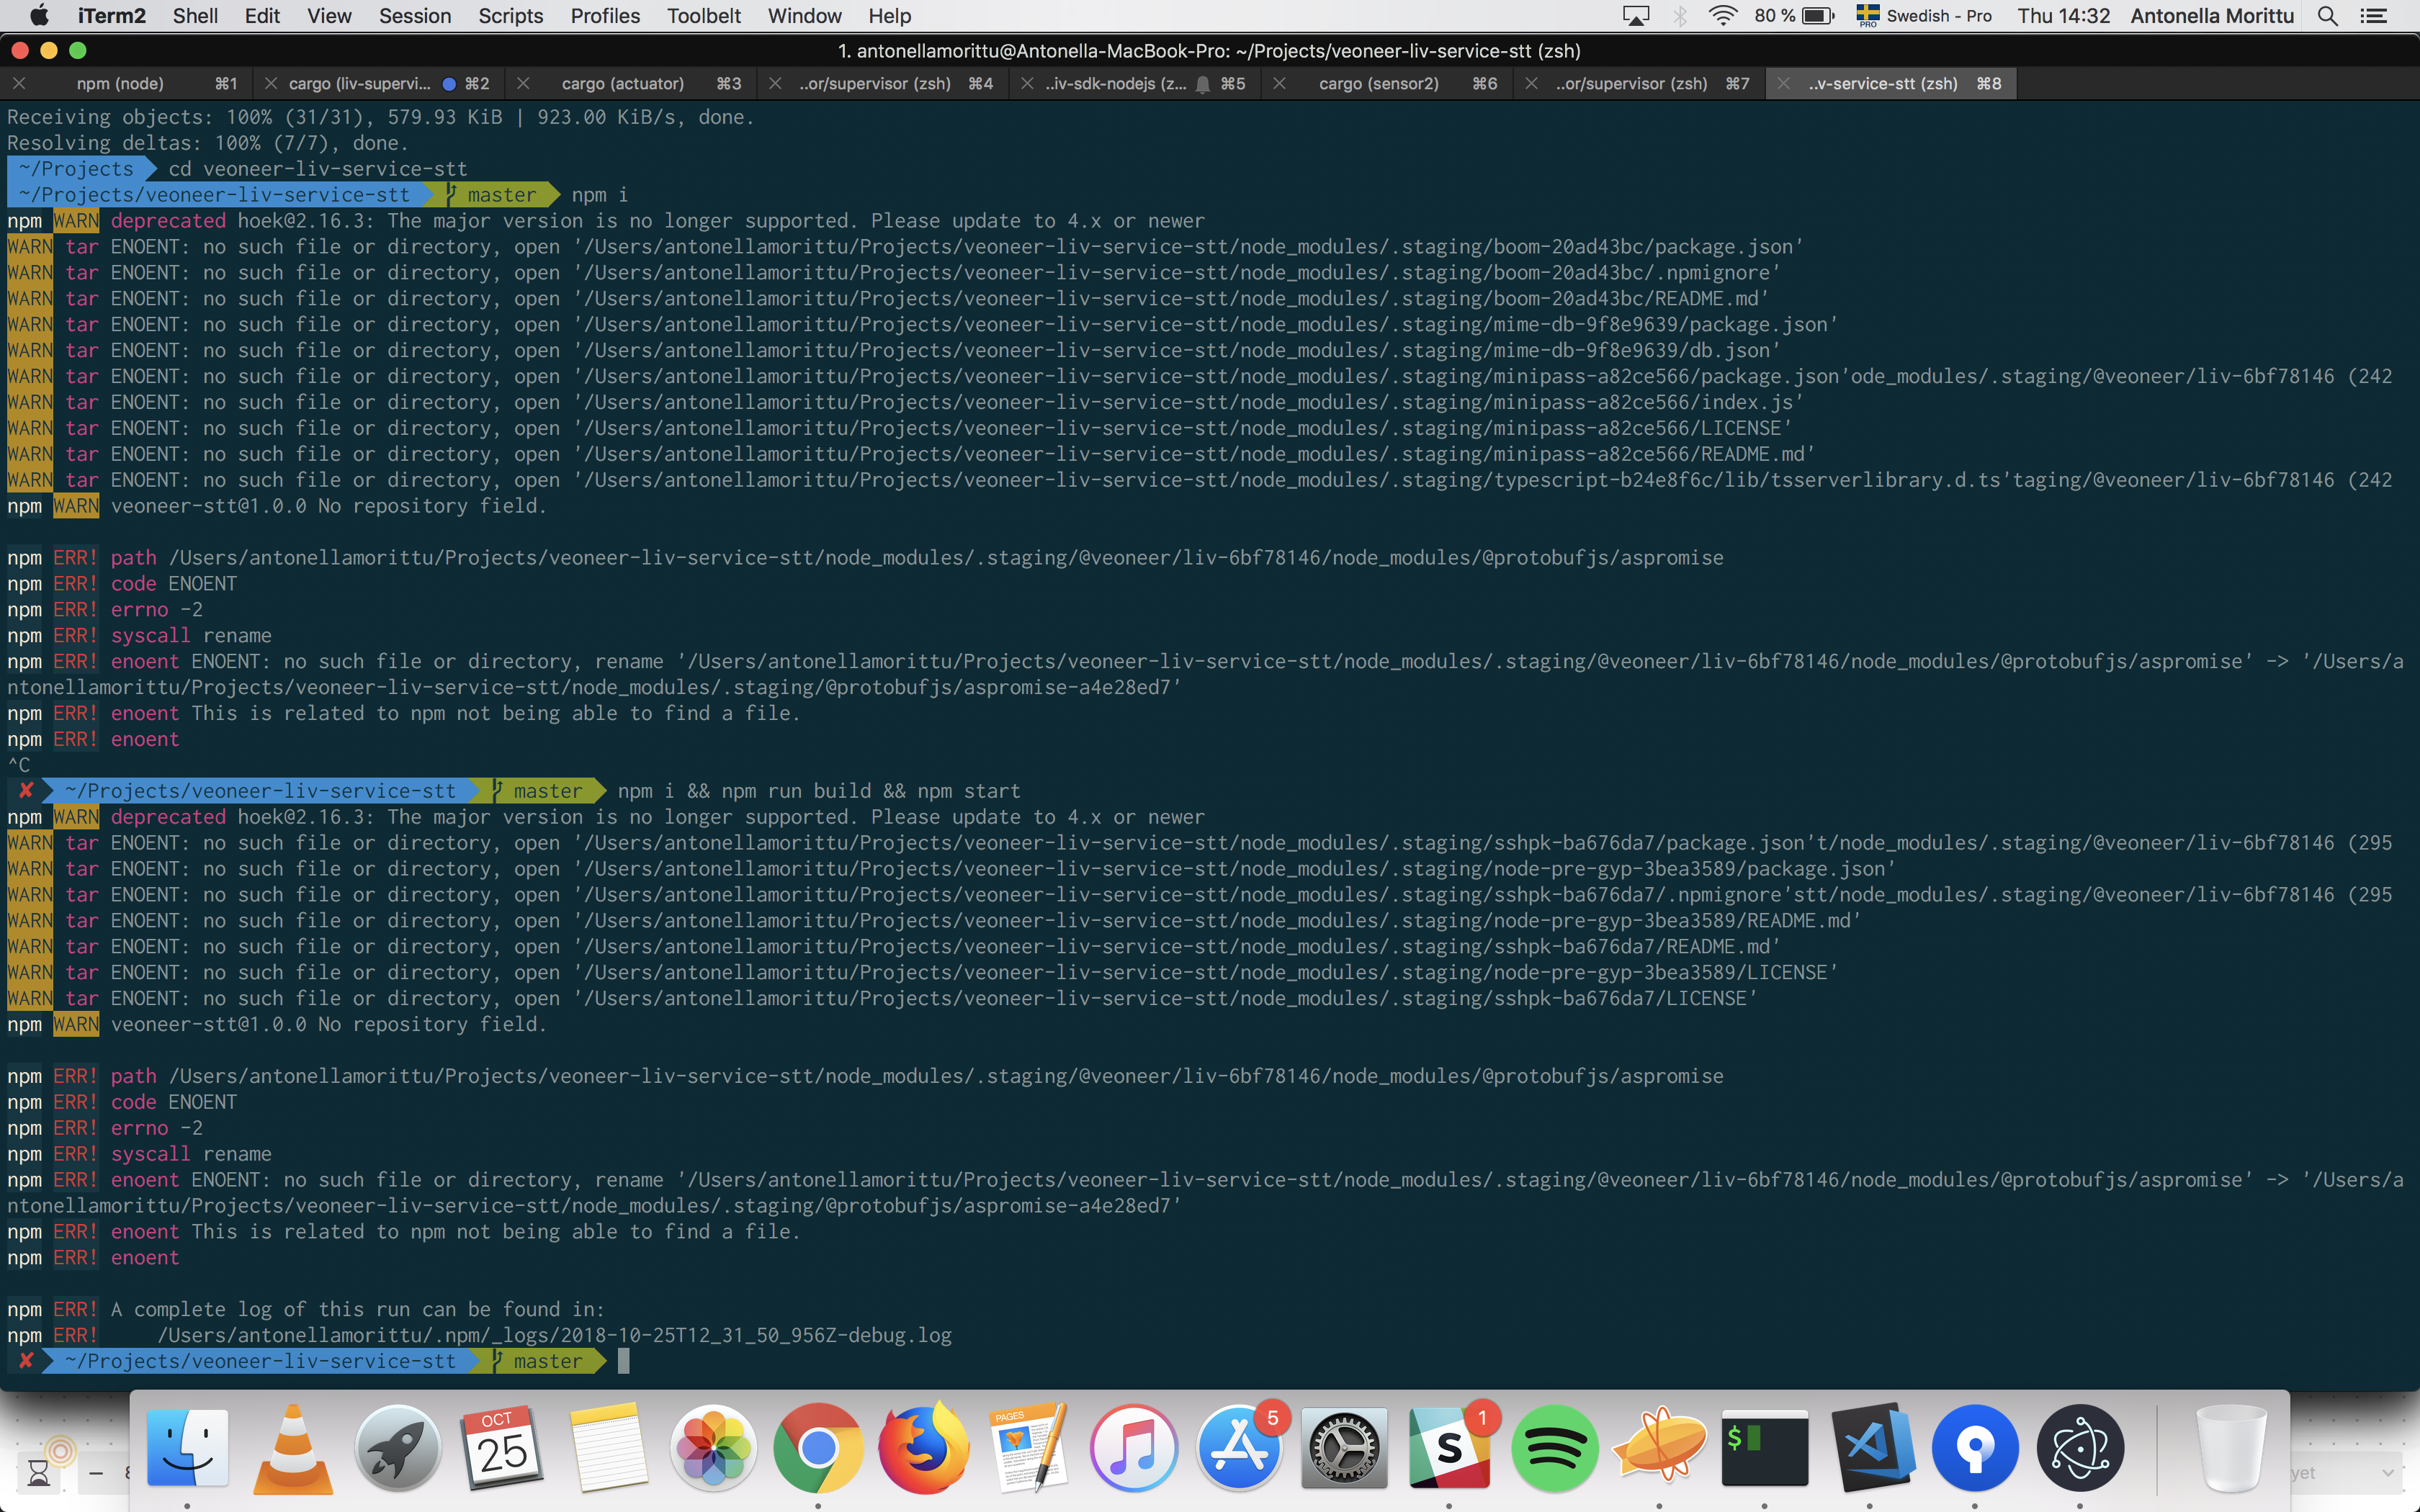 iTerm2 Shell Edit View Session Scripts Profiles Toolbelt Window Help 80 % PRO Swedish - Pro Thu 14:32 Antonella Morittu
1. antonellamorittu@Antonella-MacBook-Pro: ~/Projects/veoneer-liv-service-stt (zsh)
npm (node) ⌘1 cargo (liv-supervi... ⌘2 cargo (actuator) ⌘3 ..or/supervisor (zsh) ⌘4 ..iv-sdk-nodejs (z... ⌘5 cargo (sensor2) ⌘6 ..or/supervisor (zsh) ⌘7 ..v-service-stt (zsh) ⌘8
Receiving objects: 100% (31/31), 579.93 KiB | 923.00 KiB/s, done.
Resolving deltas: 100% (7/7), done.
~/Projects cd veoneer-liv-service-stt
~/Projects/veoneer-liv-service-stt master npm i
npm WARN deprecated hoek@2.16.3: The major version is no longer supported. Please update to 4.x or newer
WARN tar ENOENT: no such file or directory, open '/Users/antonellamorittu/Projects/veoneer-liv-service-stt/node_modules/.staging/boom-20ad43bc/package.json'
WARN tar ENOENT: no such file or directory, open '/Users/antonellamorittu/Projects/veoneer-liv-service-stt/node_modules/.staging/boom-20ad43bc/.npmignore'
WARN tar ENOENT: no such file or directory, open '/Users/antonellamorittu/Projects/veoneer-liv-service-stt/node_modules/.staging/boom-20ad43bc/README.md'
WARN tar ENOENT: no such file or directory, open '/Users/antonellamorittu/Projects/veoneer-liv-service-stt/node_modules/.staging/mime-db-9f8e9639/package.json'
WARN tar ENOENT: no such file or directory, open '/Users/antonellamorittu/Projects/veoneer-liv-service-stt/node_modules/.staging/mime-db-9f8e9639/db.json'
WARN tar ENOENT: no such file or directory, open '/Users/antonellamorittu/Projects/veoneer-liv-service-stt/node_modules/.staging/minipass-a82ce566/package.json'ode_modules/.staging/@veoneer/liv-6bf78146 (242
WARN tar ENOENT: no such file or directory, open '/Users/antonellamorittu/Projects/veoneer-liv-service-stt/node_modules/.staging/minipass-a82ce566/index.js'
WARN tar ENOENT: no such file or directory, open '/Users/antonellamorittu/Projects/veoneer-liv-service-stt/node_modules/.staging/minipass-a82ce566/LICENSE'
WARN tar ENOENT: no such file or directory, open '/Users/antonellamorittu/Projects/veoneer-liv-service-stt/node_modules/.staging/minipass-a82ce566/README.md'
WARN tar ENOENT: no such file or directory, open '/Users/antonellamorittu/Projects/veoneer-liv-service-stt/node_modules/.staging/typescript-b24e8f6c/lib/tsserverlibrary.d.ts'taging/@veoneer/liv-6bf78146 (242
npm WARN veoneer-stt@1.0.0 No repository field.
npm ERR! path /Users/antonellamorittu/Projects/veoneer-liv-service-stt/node_modules/.staging/@veoneer/liv-6bf78146/node_modules/@protobufjs/aspromise
npm ERR! code ENOENT
npm ERR! errno -2
npm ERR! syscall rename
npm ERR! enoent ENOENT: no such file or directory, rename '/Users/antonellamorittu/Projects/veoneer-liv-service-stt/node_modules/.staging/@veoneer/liv-6bf78146/node_modules/@protobufjs/aspromise' -> '/Users/a
ntonellamorittu/Projects/veoneer-liv-service-stt/node_modules/.staging/@protobufjs/aspromise-a4e28ed7'
npm ERR! enoent This is related to npm not being able to find a file.
npm ERR! enoent
^C
✘ ~/Projects/veoneer-liv-service-stt master npm i && npm run build && npm start
npm WARN deprecated hoek@2.16.3: The major version is no longer supported. Please update to 4.x or newer
WARN tar ENOENT: no such file or directory, open '/Users/antonellamorittu/Projects/veoneer-liv-service-stt/node_modules/.staging/sshpk-ba676da7/package.json't/node_modules/.staging/@veoneer/liv-6bf78146 (295
WARN tar ENOENT: no such file or directory, open '/Users/antonellamorittu/Projects/veoneer-liv-service-stt/node_modules/.staging/node-pre-gyp-3bea3589/package.json'
WARN tar ENOENT: no such file or directory, open '/Users/antonellamorittu/Projects/veoneer-liv-service-stt/node_modules/.staging/sshpk-ba676da7/.npmignore'stt/node_modules/.staging/@veoneer/liv-6bf78146 (295
WARN tar ENOENT: no such file or directory, open '/Users/antonellamorittu/Projects/veoneer-liv-service-stt/node_modules/.staging/node-pre-gyp-3bea3589/README.md'
WARN tar ENOENT: no such file or directory, open '/Users/antonellamorittu/Projects/veoneer-liv-service-stt/node_modules/.staging/sshpk-ba676da7/README.md'
WARN tar ENOENT: no such file or directory, open '/Users/antonellamorittu/Projects/veoneer-liv-service-stt/node_modules/.staging/node-pre-gyp-3bea3589/LICENSE'
WARN tar ENOENT: no such file or directory, open '/Users/antonellamorittu/Projects/veoneer-liv-service-stt/node_modules/.staging/sshpk-ba676da7/LICENSE'
npm WARN veoneer-stt@1.0.0 No repository field.
npm ERR! path /Users/antonellamorittu/Projects/veoneer-liv-service-stt/node_modules/.staging/@veoneer/liv-6bf78146/node_modules/@protobufjs/aspromise
npm ERR! code ENOENT
npm ERR! errno -2
npm ERR! syscall rename
npm ERR! enoent ENOENT: no such file or directory, rename '/Users/antonellamorittu/Projects/veoneer-liv-service-stt/node_modules/.staging/@veoneer/liv-6bf78146/node_modules/@protobufjs/aspromise' -> '/Users/a
ntonellamorittu/Projects/veoneer-liv-service-stt/node_modules/.staging/@protobufjs/aspromise-a4e28ed7'
npm ERR! enoent This is related to npm not being able to find a file.
npm ERR! enoent
npm ERR! A complete log of this run can be found in:
npm ERR!     /Users/antonellamorittu/.npm/_logs/2018-10-25T12_31_50_956Z-debug.log
✘ ~/Projects/veoneer-liv-service-stt master
OCT PAGES 5 1
25 S $
yet